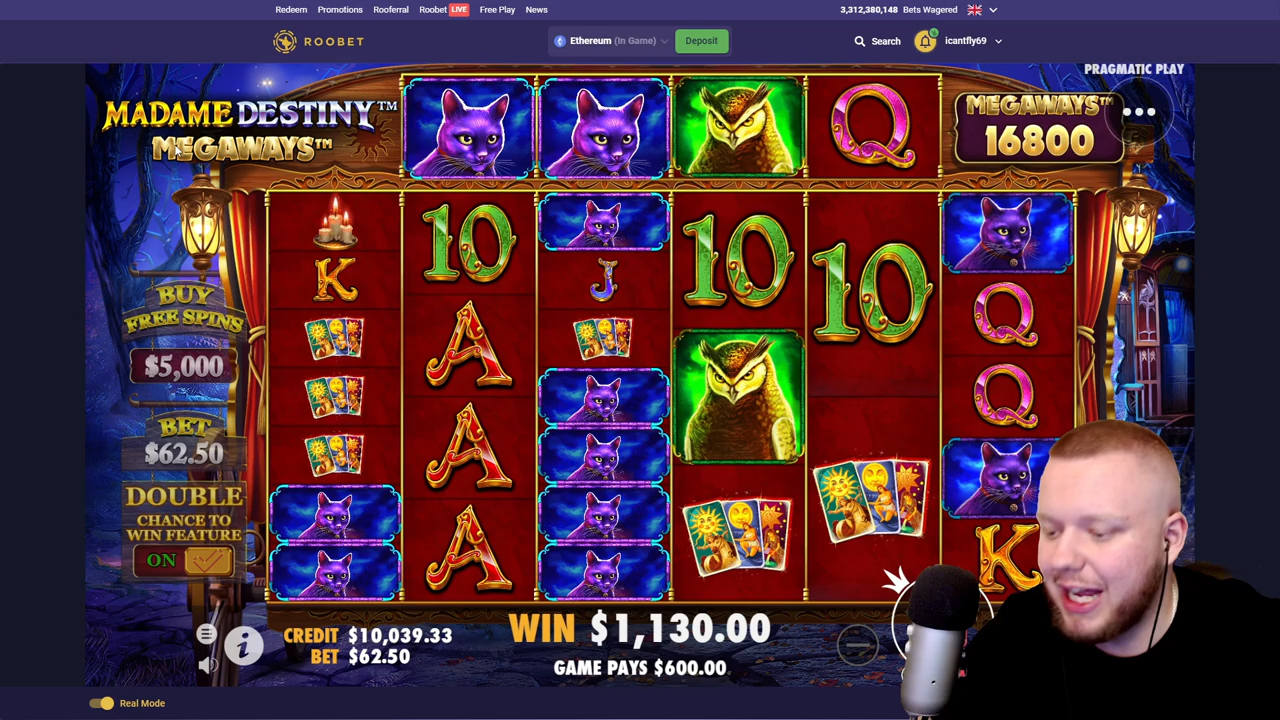 Redeem Promotions Rooferral Roobet LIVE Free Play News
3,312,380,148 Bets Wagered
ROOBET
Ethereum (In Game) Deposit
Search icantfly69
PRAGMATIC PLAY
MADAME DESTINY™
MEGAWAYS™
MEGAWAYS™
16800
Q
10
10
10
K
J
A
Q
A
Q
A
K
BUY
FREE SPINS
$5,000
BET
$62.50
DOUBLE
CHANCE TO
WIN FEATURE
ON
CREDIT $10,039.33
BET $62.50
WIN $1,130.00
GAME PAYS $600.00
Real Mode